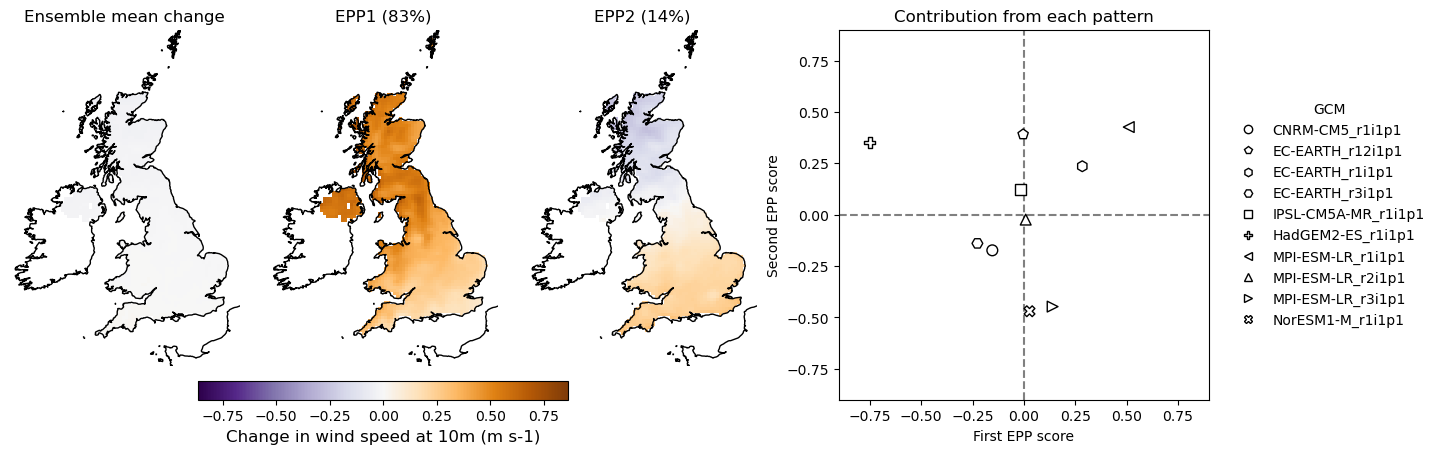 Ensemble mean change
EPP1 (83%)
EPP2 (14%)
−0.75 −0.50 −0.25 0.00 0.25 0.50 0.75
Change in wind speed at 10m (m s-1)
Contribution from each pattern
0.75
0.50
0.25
0.00
−0.25
−0.50
−0.75
Second EPP score
−0.75 −0.50 −0.25 0.00 0.25 0.50 0.75
First EPP score
GCM
CNRM-CM5_r1i1p1
EC-EARTH_r12i1p1
EC-EARTH_r1i1p1
EC-EARTH_r3i1p1
IPSL-CM5A-MR_r1i1p1
HadGEM2-ES_r1i1p1
MPI-ESM-LR_r1i1p1
MPI-ESM-LR_r2i1p1
MPI-ESM-LR_r3i1p1
NorESM1-M_r1i1p1